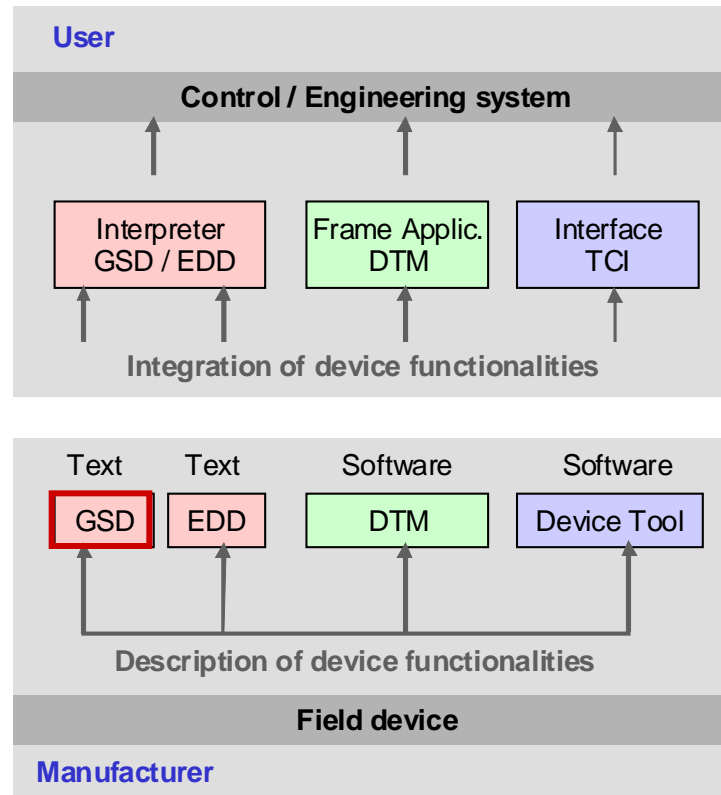 User
Control / Engineering system
Interpreter
GSD / EDD
Frame Applic.
DTM
Interface
TCI
Integration of device functionalities
Text Text Software Software
GSD EDD DTM Device Tool
Description of device functionalities
Field device
Manufacturer